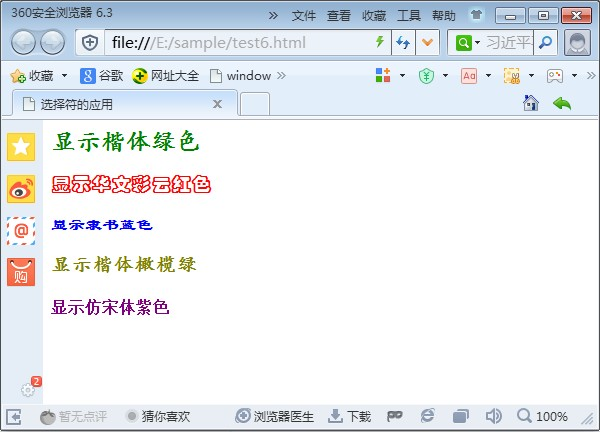 360安全浏览器 6.3 » 文件 查看 收藏 工具 帮助
file:///E:/sample/test6.html 习近平
收藏 谷歌 网址大全 window » »
选择符的应用
显示楷体绿色
显示华文彩云红色
显示隶书蓝色
显示楷体橄榄绿
显示仿宋体紫色
购
2
暂无点评 猜你喜欢 浏览器医生 下载 100%